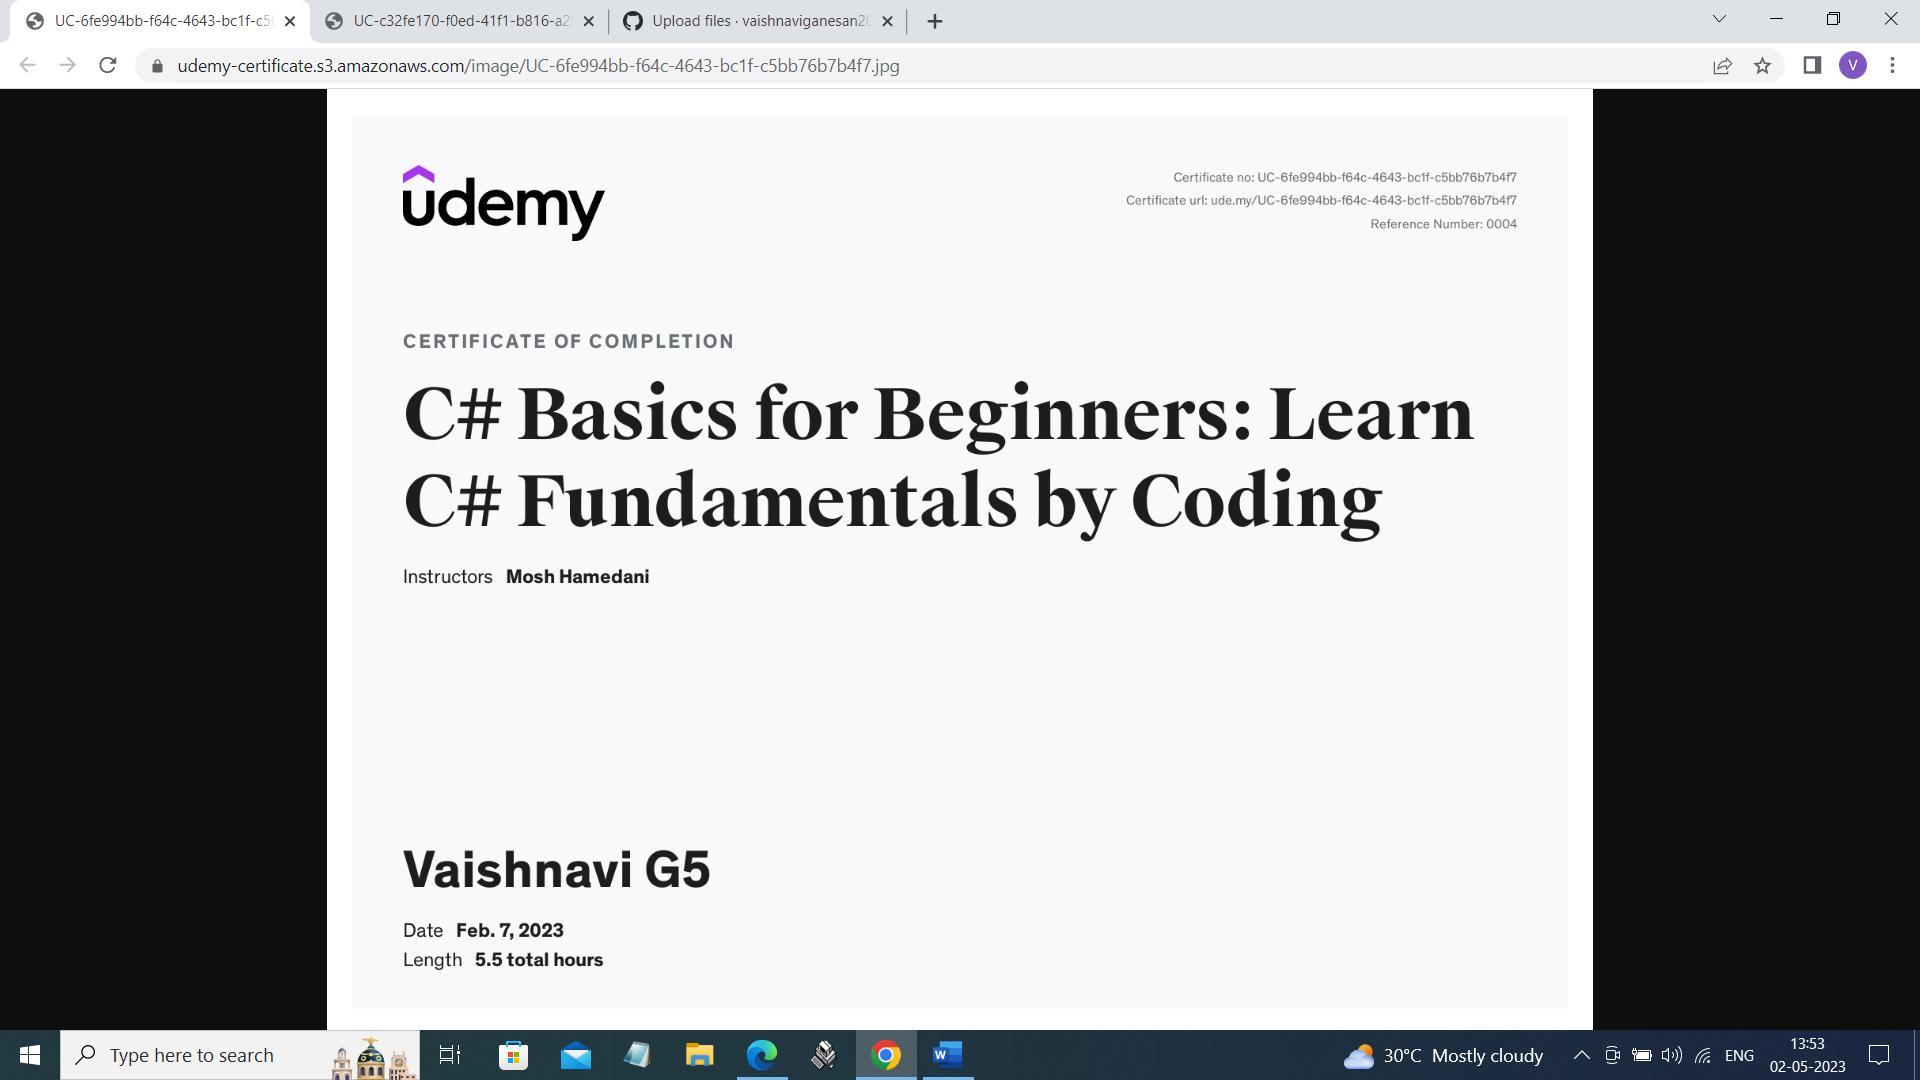 UC-6fe994bb-f64c-4643-bc1f-c5
UC-c32fe170-f0ed-41f1-b816-a2
Upload files · vaishnaviganesan20
udemy-certificate.s3.amazonaws.com/image/UC-6fe994bb-f64c-4643-bc1f-c5bb76b7b4f7.jpg
V
udemy
Certificate no: UC-6fe994bb-f64c-4643-bc1f-c5bb76b7b4f7
Certificate url: ude.my/UC-6fe994bb-f64c-4643-bc1f-c5bb76b7b4f7
Reference Number: 0004
CERTIFICATE OF COMPLETION
C# Basics for Beginners: Learn
C# Fundamentals by Coding
Instructors Mosh Hamedani
Vaishnavi G5
Date Feb. 7, 2023
Length 5.5 total hours
Type here to search
W
30°C Mostly cloudy
ENG
13:53
02-05-2023